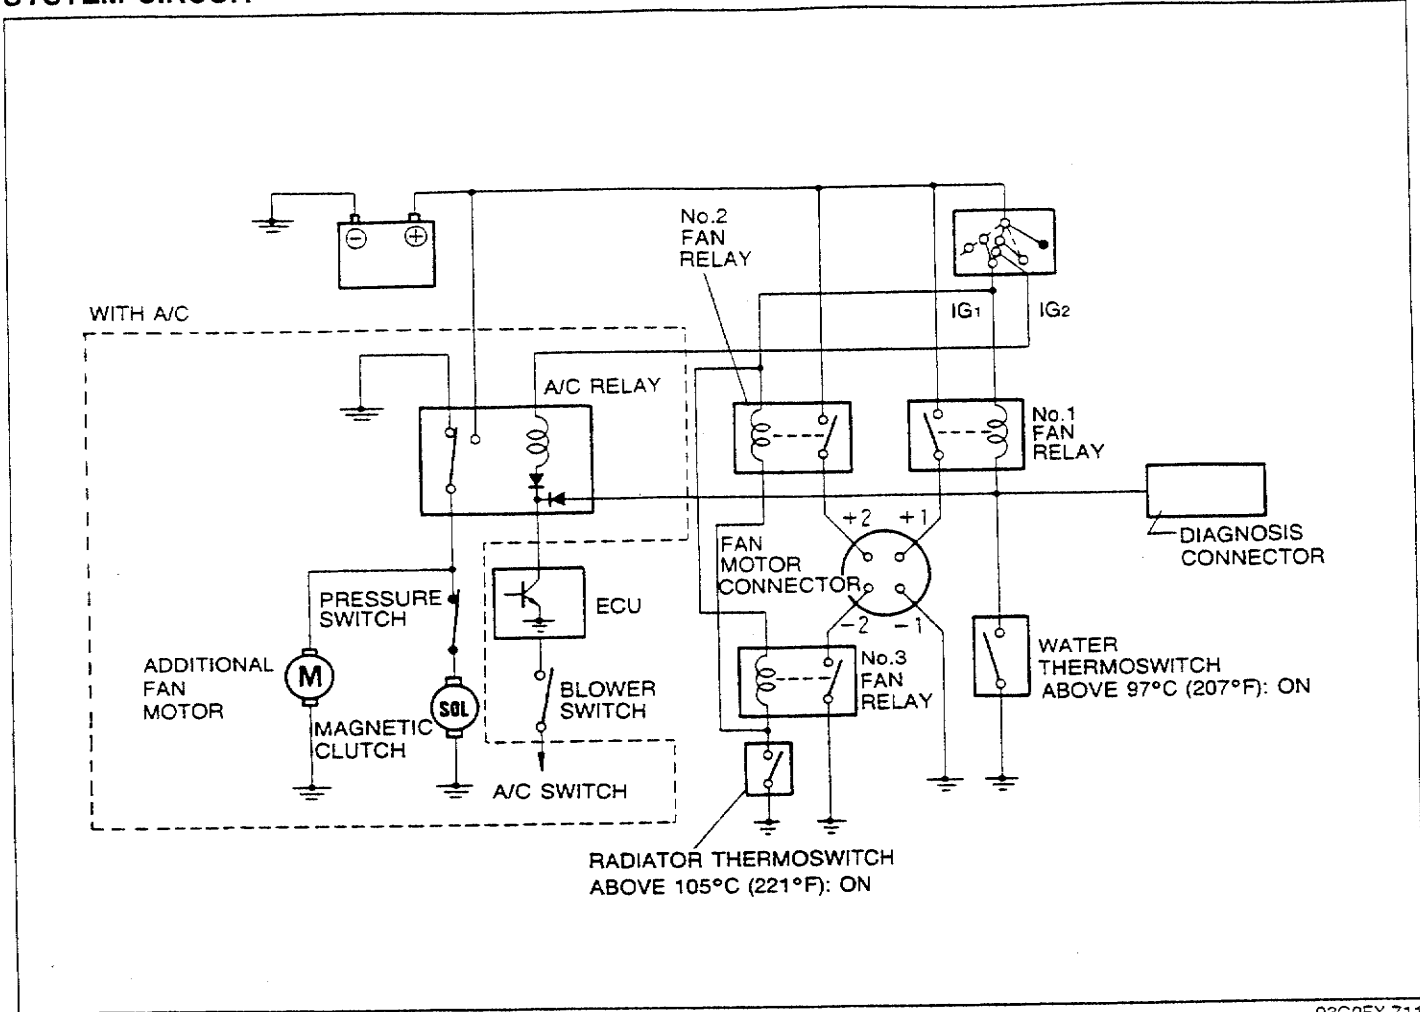 No.2
FAN
RELAY
WITH A/C
IG1
IG2
A/C RELAY
No.1
FAN
RELAY
+2
+1
DIAGNOSIS
CONNECTOR
FAN
MOTOR
CONNECTOR
PRESSURE
SWITCH
ECU
-2
-1
WATER
THERMOSWITCH
ABOVE 97°C (207°F): ON
ADDITIONAL
FAN
MOTOR
M
No.3
FAN
RELAY
BLOWER
SWITCH
SOL
MAGNETIC
CLUTCH
A/C SWITCH
RADIATOR THERMOSWITCH
ABOVE 105°C (221°F): ON